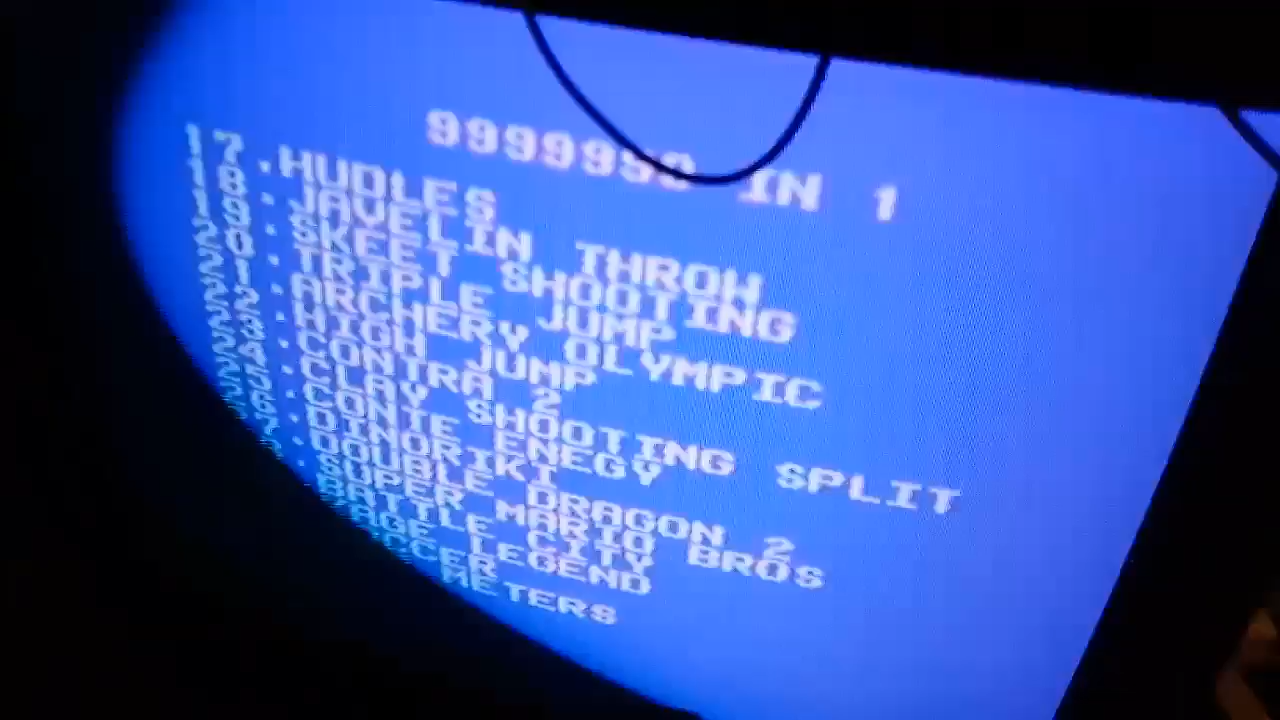 9999959 IN 1
17.HUDLES
18.JAVELIN THROW
19.SKEET SHOOTING
20.TRIPLE JUMP
21.ARCHERY OLYMPIC
22.HIGH JUMP
23.CONTRA 2
24.CLAY SHOOTING SPLIT
25.CONTE ENEGY
26.DINORIKI
27.DOUBLE DRAGON 2
SUPER MARIO BROS
BATTLE CITY
LEGEND
METERS